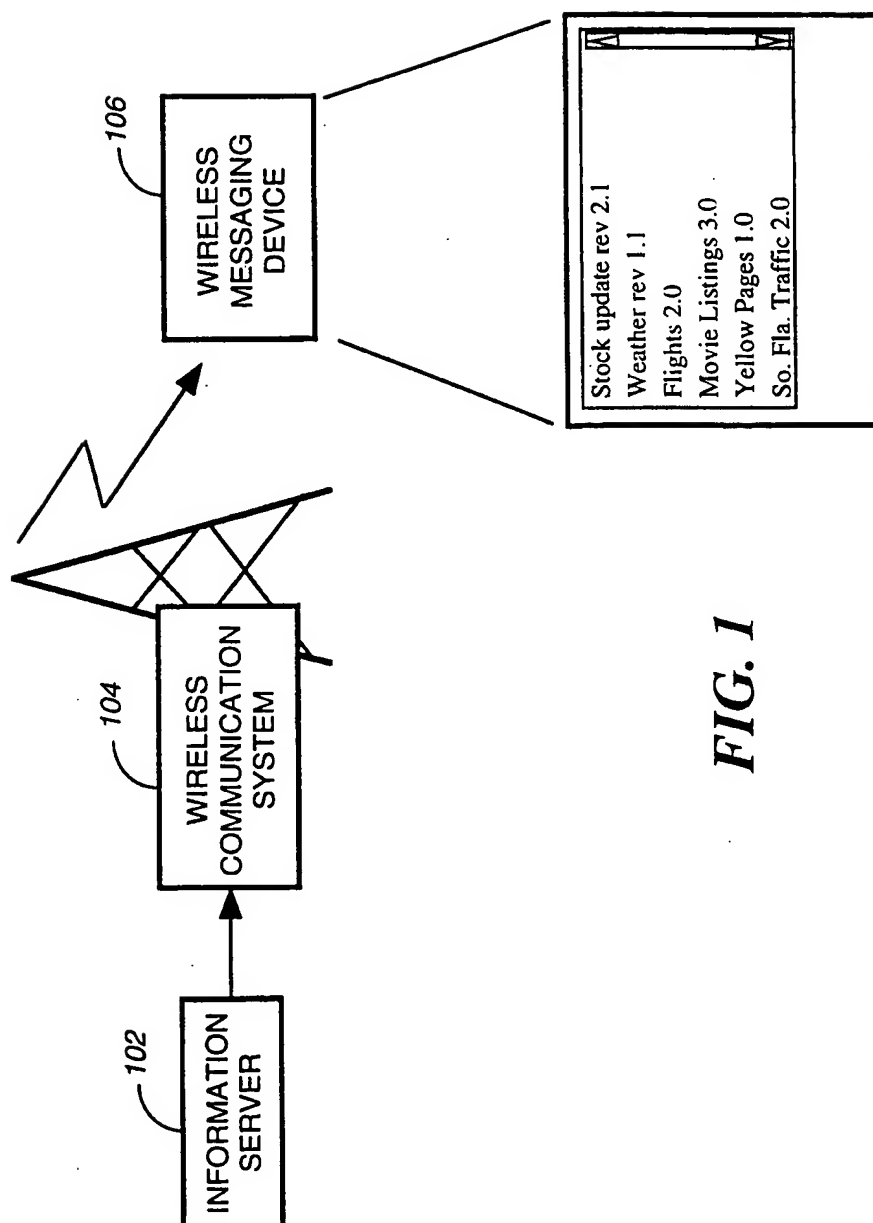 102
INFORMATION
SERVER
104
WIRELESS
COMMUNICATION
SYSTEM
106
WIRELESS
MESSAGING
DEVICE
Stock update rev 2.1
Weather rev 1.1
Flights 2.0
Movie Listings 3.0
Yellow Pages 1.0
So. Fla. Traffic 2.0
FIG. 1